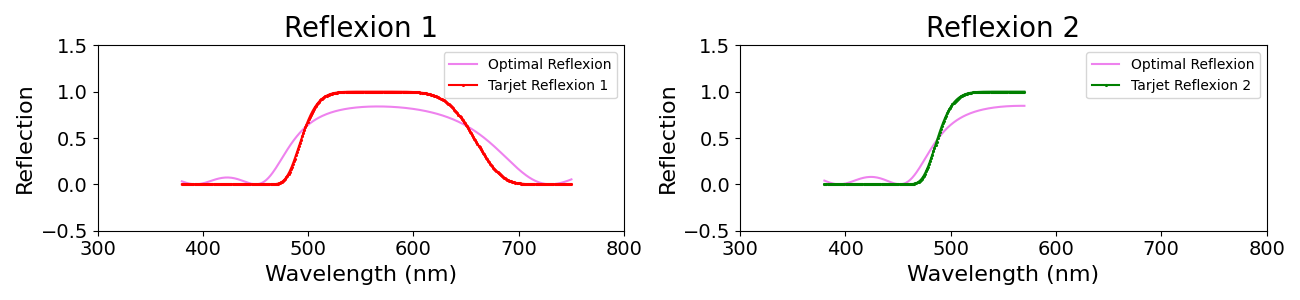 Reflexion 1
1.5
1.0
0.5
0.0
−0.5
Reflection
Optimal Reflexion
Tarjet Reflexion 1
300 400 500 600 700 800
Wavelength (nm)
Reflexion 2
1.5
1.0
0.5
0.0
−0.5
Reflection
Optimal Reflexion
Tarjet Reflexion 2
300 400 500 600 700 800
Wavelength (nm)